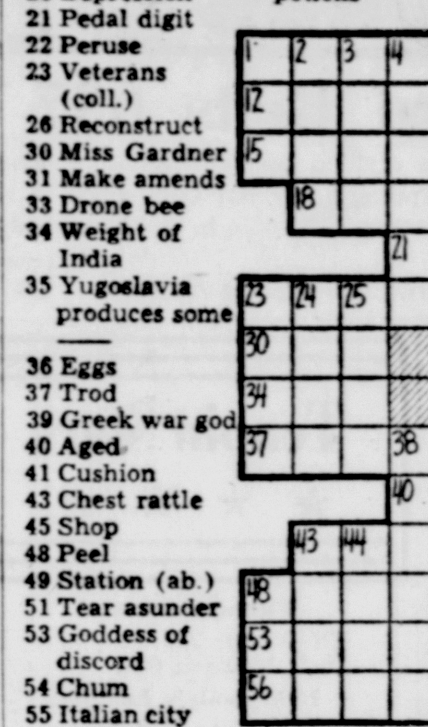 21 Pedal digit
22 Peruse
23 Veterans
(coll.)
26 Reconstruct
30 Miss Gardner
31 Make amends
33 Drone bee
34 Weight of
India
35 Yugoslavia
produces some
36 Eggs
37 Trod
39 Greek war god
40 Aged
41 Cushion
43 Chest rattle
45 Shop
48 Peel
49 Station (ab.)
51 Tear asunder
53 Goddess of
discord
54 Chum
55 Italian city
1 2 3 4
12
15
18
21
23 24 25
30
34
37 38
40
43 44
48
53
56